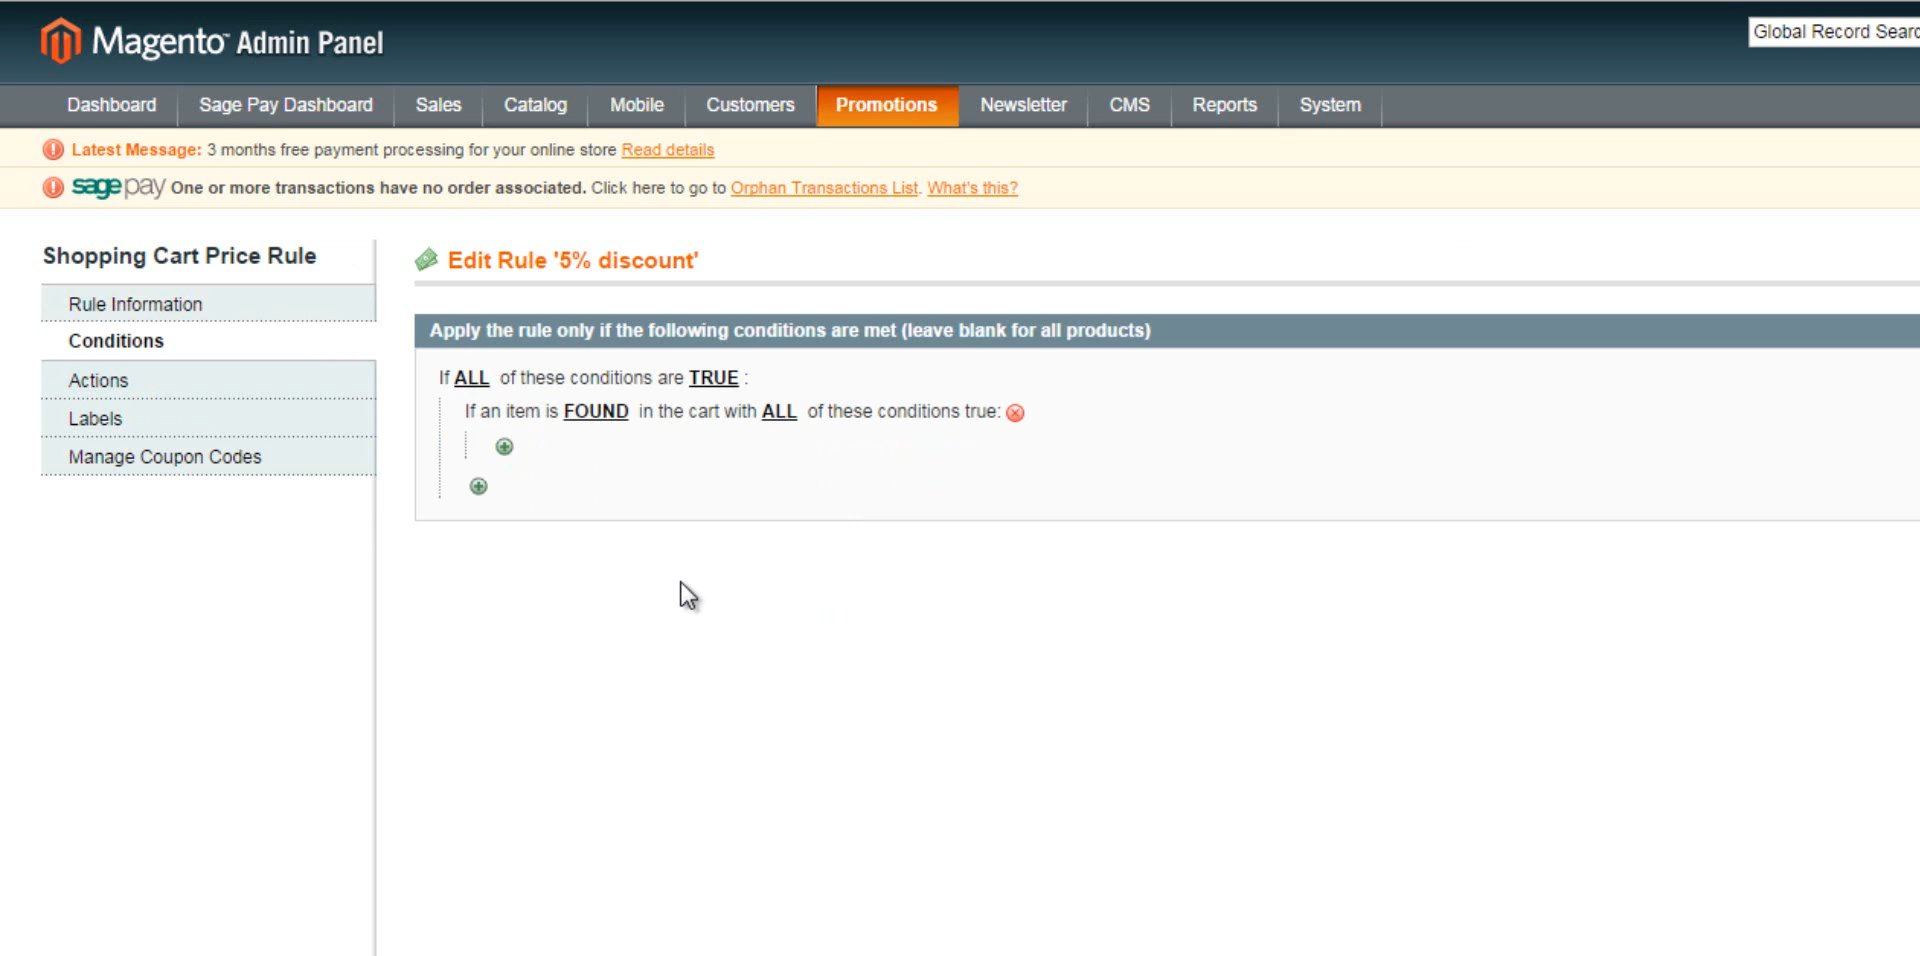 Magento™ Admin Panel
Global Record Searc
Dashboard Sage Pay Dashboard Sales Catalog Mobile Customers Promotions Newsletter CMS Reports System
Latest Message: 3 months free payment processing for your online store Read details
sage pay One or more transactions have no order associated. Click here to go to Orphan Transactions List. What's this?
Shopping Cart Price Rule
Rule Information
Conditions
Actions
Labels
Manage Coupon Codes
Edit Rule '5% discount'
Apply the rule only if the following conditions are met (leave blank for all products)
If ALL of these conditions are TRUE :
If an item is FOUND in the cart with ALL of these conditions true: